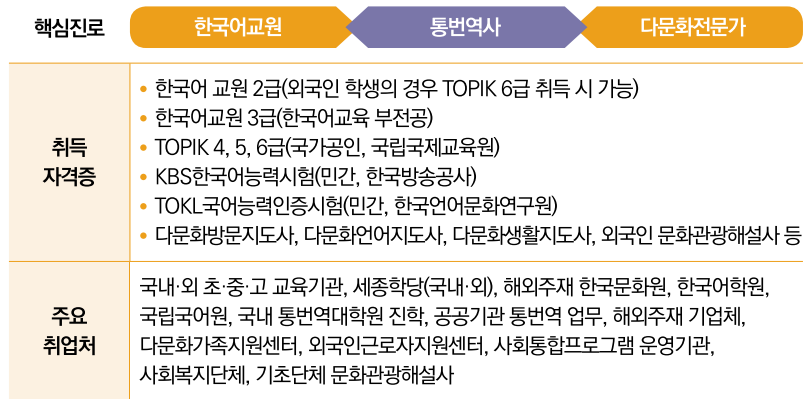 핵심진로 한국어교원 통번역사 다문화전문가
취득
자격증
• 한국어 교원 2급(외국인 학생의 경우 TOPIK 6급 취득 시 가능)
• 한국어교원 3급(한국어교육 부전공)
• TOPIK 4, 5, 6급(국가공인, 국립국제교육원)
• KBS한국어능력시험(민간, 한국방송공사)
• TOKL국어능력인증시험(민간, 한국언어문화연구원)
• 다문화방문지도사, 다문화언어지도사, 다문화생활지도사, 외국인 문화관광해설사 등
주요
취업처
국내·외 초·중·고 교육기관, 세종학당(국내·외), 해외주재 한국문화원, 한국어학원,
국립국어원, 국내 통번역대학원 진학, 공공기관 통번역 업무, 해외주재 기업체,
다문화가족지원센터, 외국인근로자지원센터, 사회통합프로그램 운영기관,
사회복지단체, 기초단체 문화관광해설사